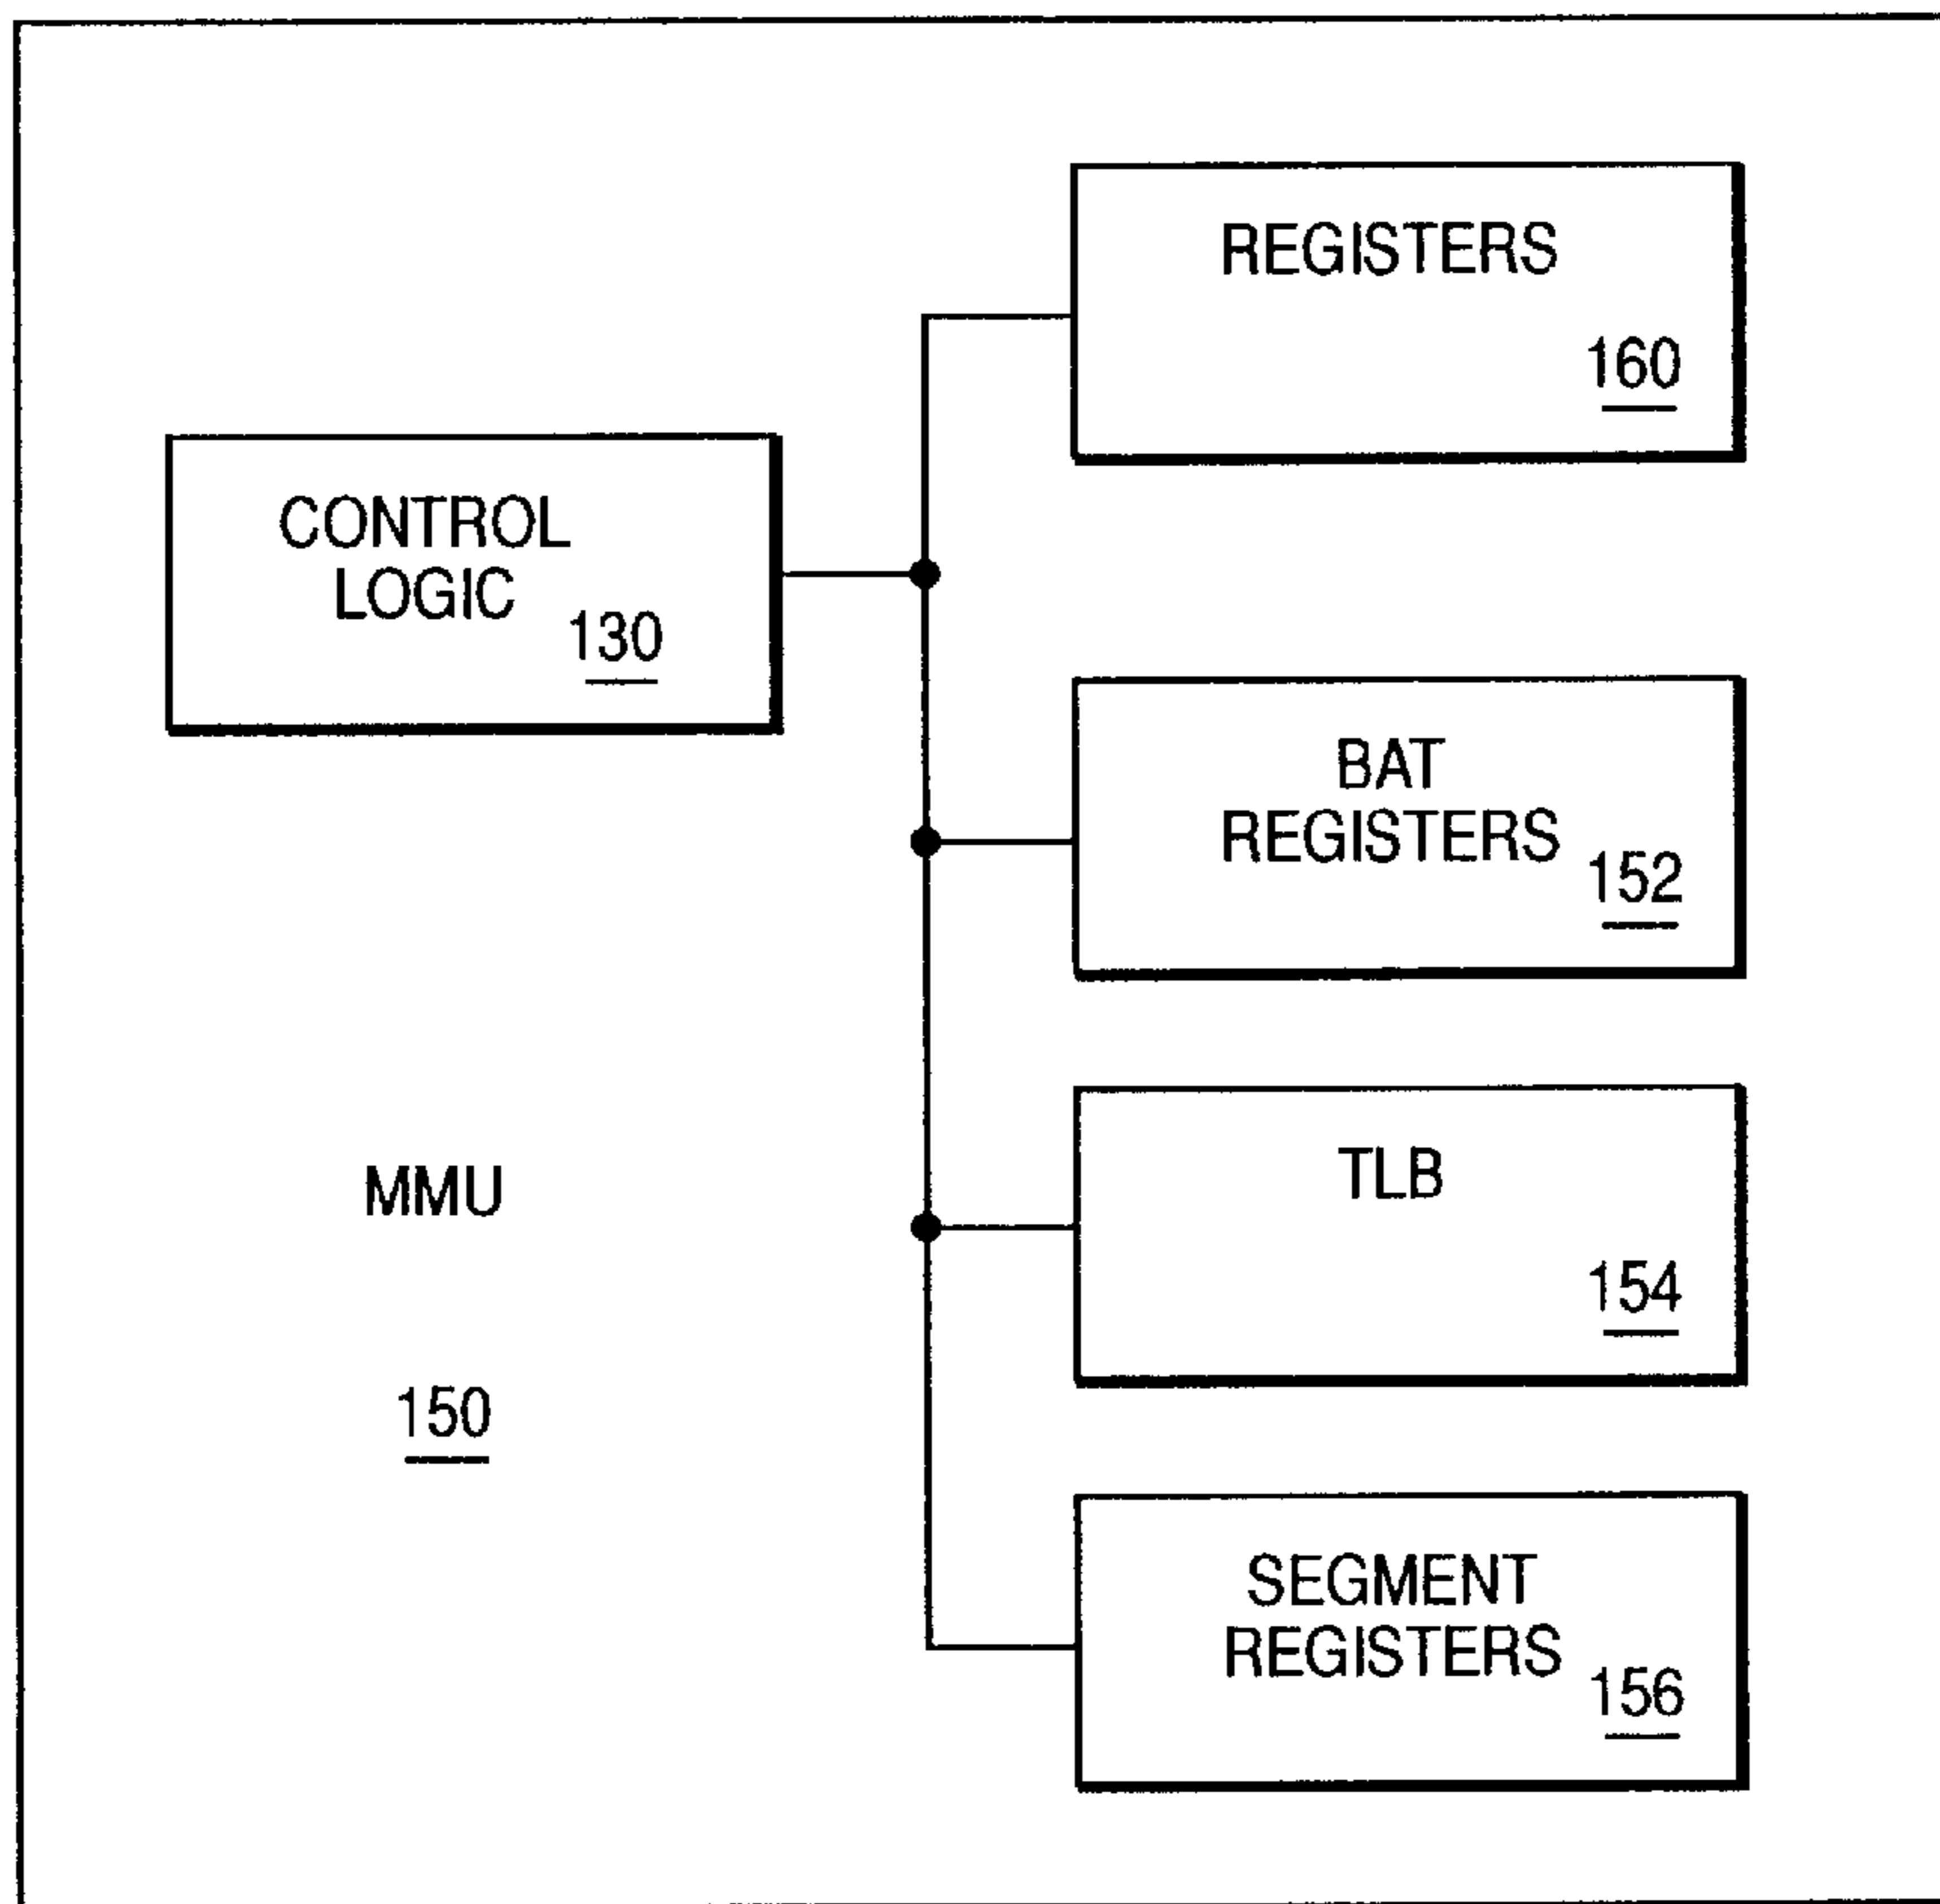 REGISTERS
160
CONTROL
LOGIC
130
BAT
REGISTERS
152
TLB
154
MMU
150
SEGMENT
REGISTERS
156